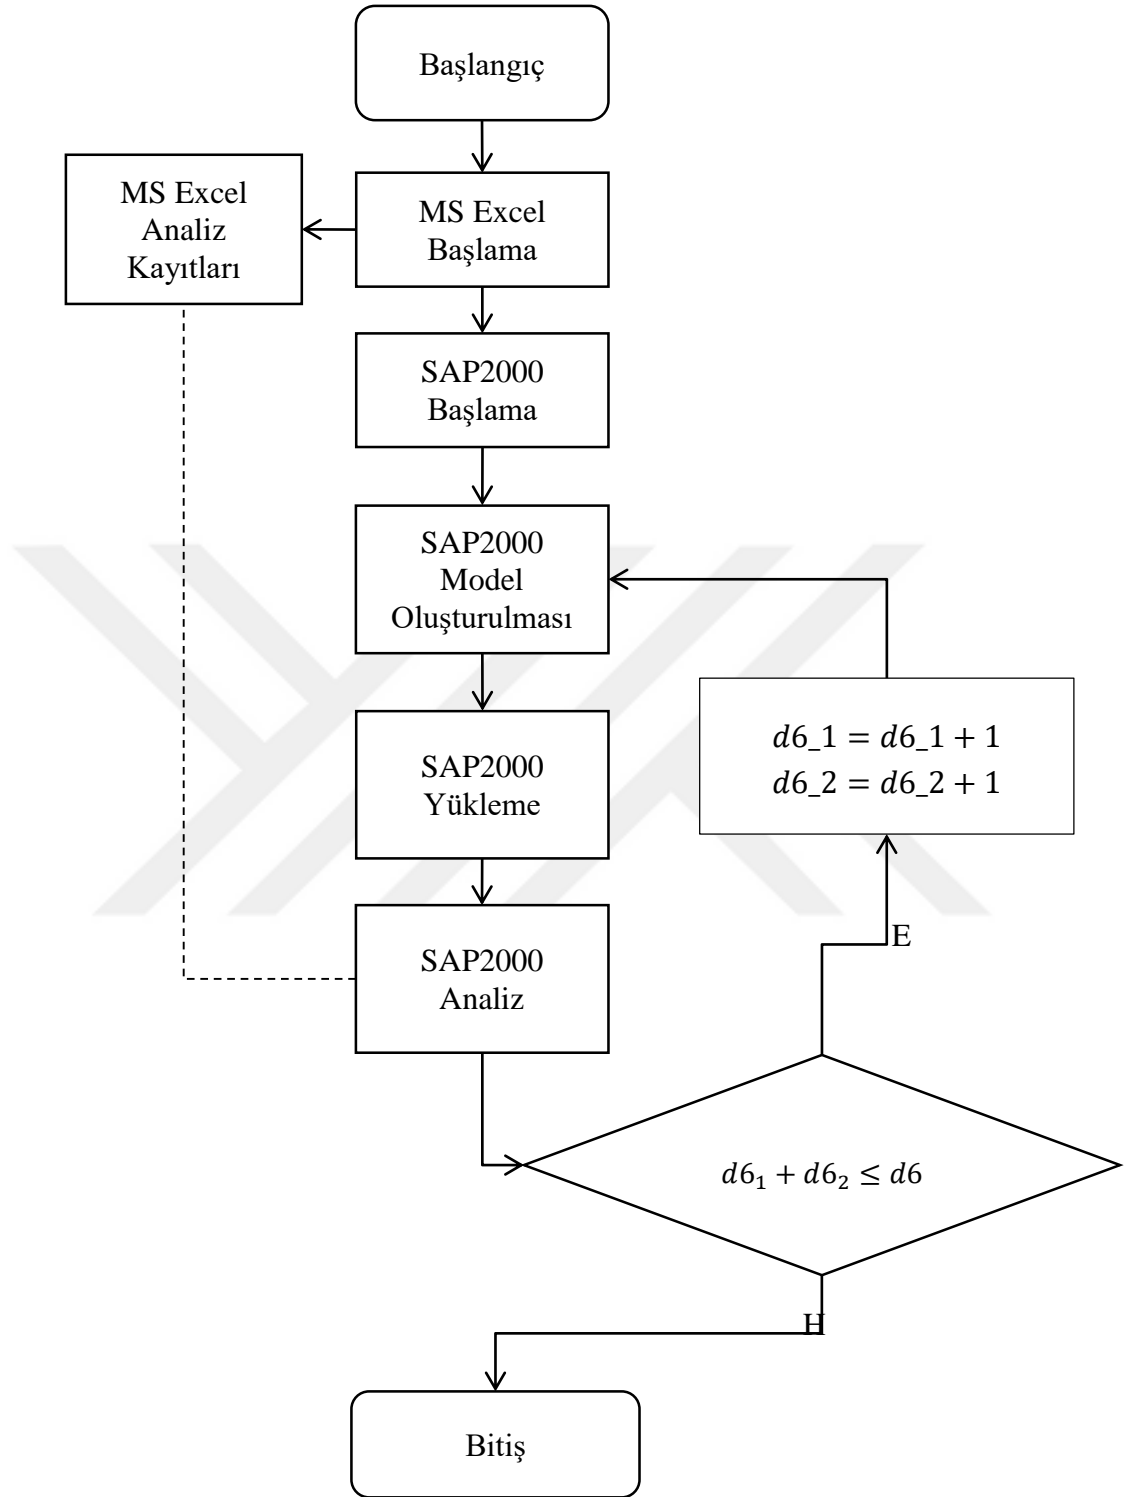 Başlangıç
MS Excel
Analiz
Kayıtları
MS Excel
Başlama
SAP2000
Başlama
SAP2000
Model
Oluşturulması
d6_1 = d6_1 + 1
d6_2 = d6_2 + 1
SAP2000
Yükleme
E
SAP2000
Analiz
d6₁ + d6₂ ≤ d6
H
Bitiş